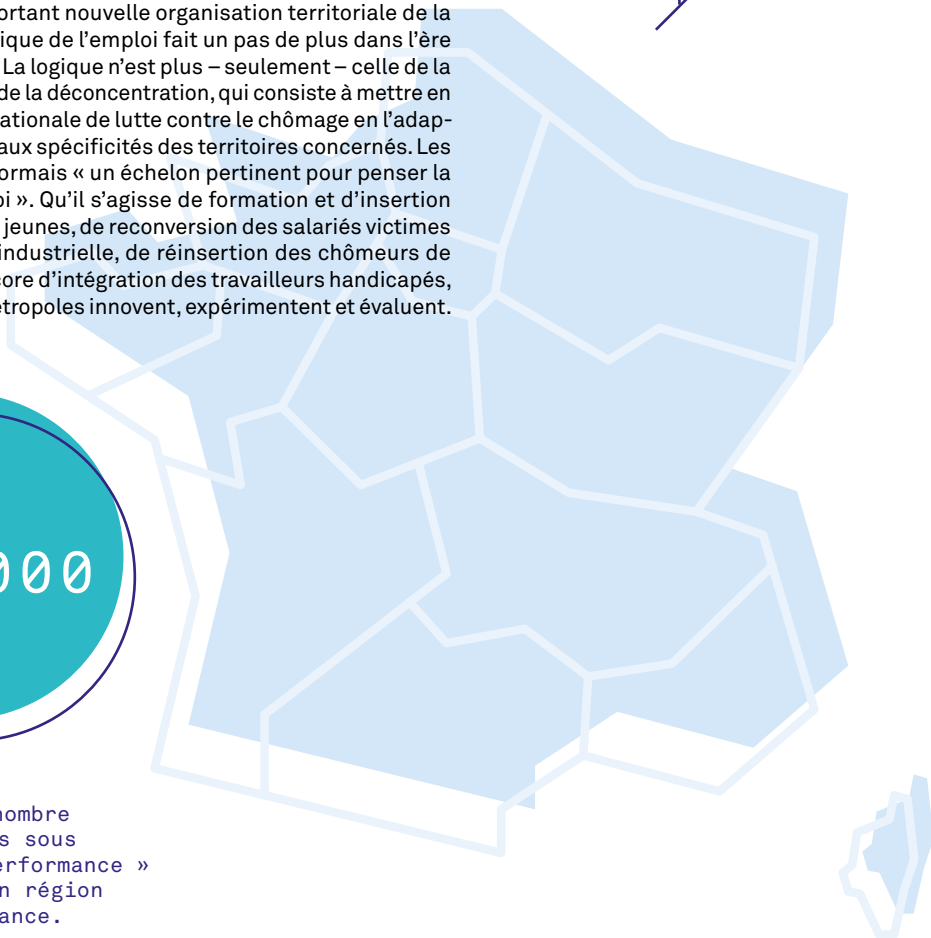 ortant nouvelle organisation territoriale de la
ique de l’emploi fait un pas de plus dans l’ère
La logique n’est plus – seulement – celle de la
de la déconcentration, qui consiste à mettre en
ationale de lutte contre le chômage en l’adap-
aux spécificités des territoires concernés. Les
ormais « un échelon pertinent pour penser la
oi ». Qu’il s’agisse de formation et d’insertion
jeunes, de reconversion des salariés victimes
industrielle, de réinsertion des chômeurs de
core d’intégration des travailleurs handicapés,
étropoles innovent, expérimentent et évaluent.
000
nombre
s sous
erformance »
n région
ance.